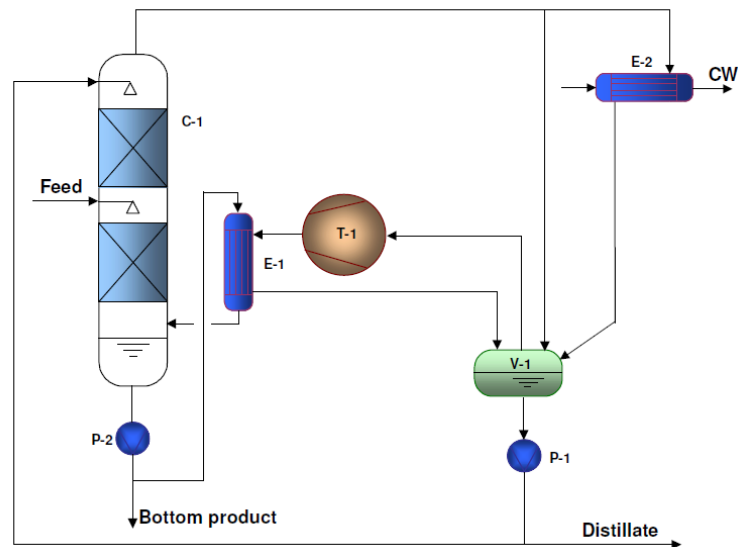 E-2
CW
C-1
Feed
T-1
E-1
V-1
P-2
P-1
Bottom product
Distillate